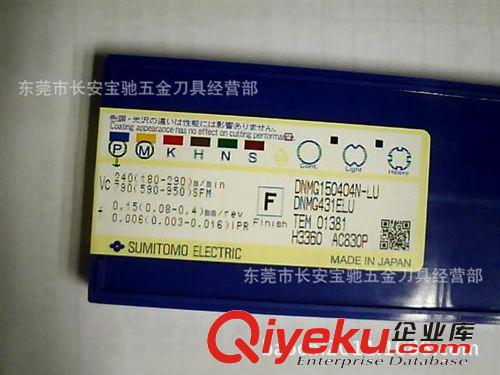 东莞市长安宝驰五金刀具经营部
色調・光沢の違いは性能には影響ありません。
Coating appearance has no effect on cutting performance.
P M K H N S
Cont. Light Heavy
VC 240(180-290)m/min
780(590-950)SFM
F
Finish
f 0.15(0.08-0.4)mm/rev
0.006(0.003-0.016)IPR
DNMG150404N-LU
DNMG431ELU
TEM 01381
H3360 AC830P
SUMITOMO ELECTRIC
MADE IN JAPAN
东莞市长安宝驰五金刀具经营部
Qiyeku 企业库
.com
Enterprise Database